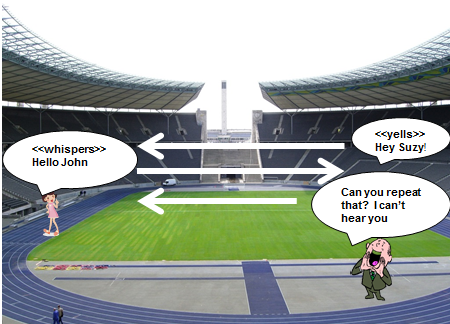 <<yells>>
Hey Suzy!
<<whispers>>
Hello John
Can you repeat
that?  I can't
hear you